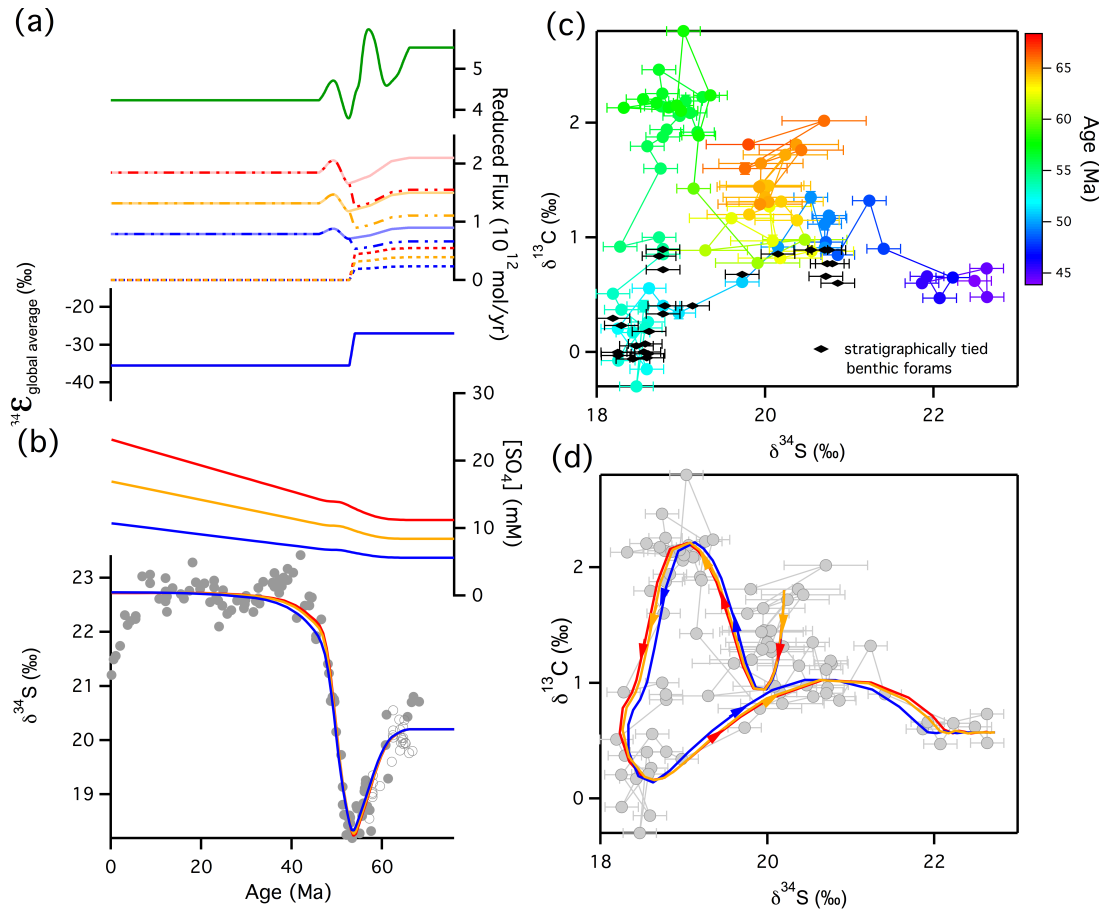 (a)
5
4
2
1
0
Reduced Flux (10¹² mol/yr)
-20
-30
-40
³⁴ε global average (‰)
(b)
30
20
10
0
[SO₄] (mM)
23
22
21
20
19
δ³⁴S (‰)
0 20 40 60
Age (Ma)
(c)
2
1
0
δ¹³C (‰)
stratigraphically tied
benthic forams
18 20 22
δ³⁴S (‰)
65
60
55
50
45
Age (Ma)
(d)
2
1
0
δ¹³C (‰)
18 20 22
δ³⁴S (‰)